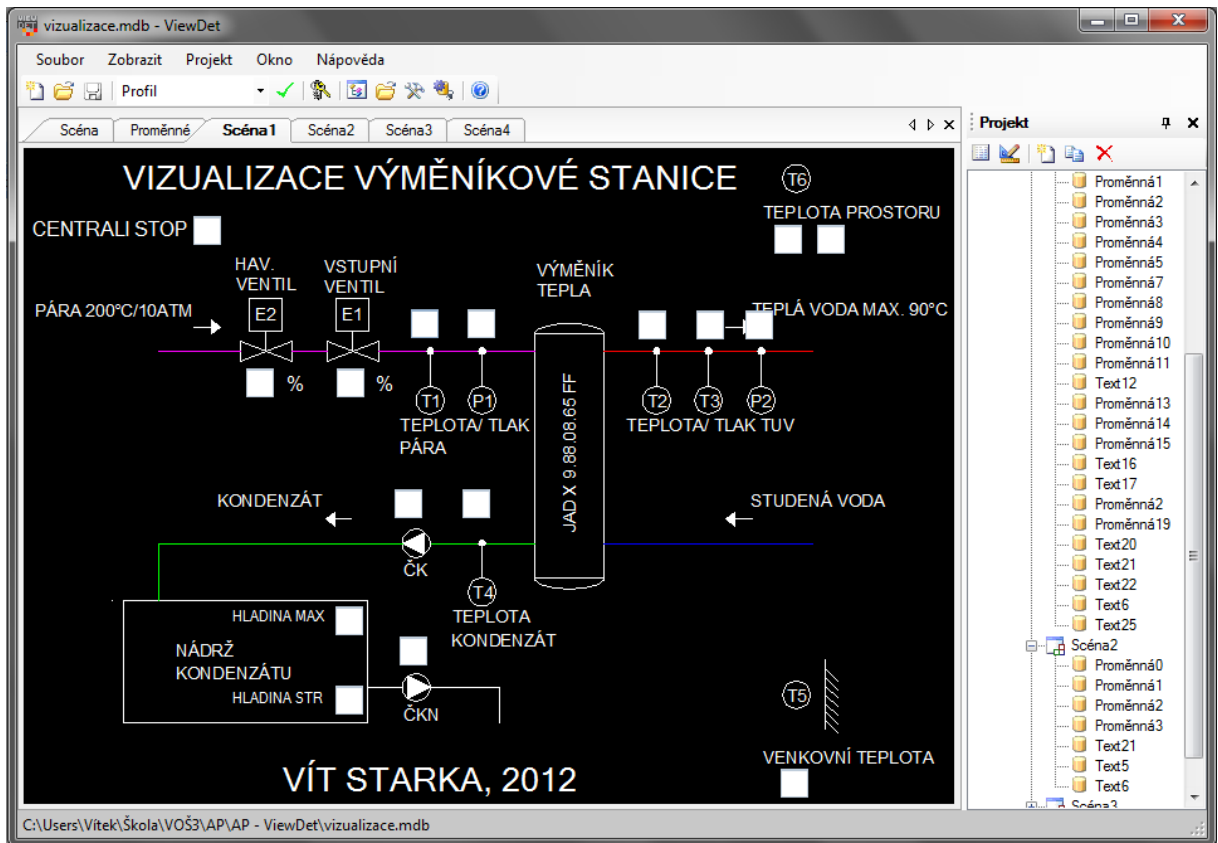 vizualizace.mdb - ViewDet
Soubor Zobrazit Projekt Okno Nápověda
Profil
Scéna Proměnné Scéna1 Scéna2 Scéna3 Scéna4
VIZUALIZACE VÝMĚNÍKOVÉ STANICE
T6
TEPLOTA PROSTORU
CENTRALI STOP
HAV.
VENTIL
VSTUPNÍ
VENTIL
VÝMĚNÍK
TEPLA
PÁRA 200°C/10ATM
E2
E1
TEPLÁ VODA MAX. 90°C
%
%
T1
P1
TEPLOTA/ TLAK
PÁRA
T2
T3
P2
TEPLOTA/ TLAK TUV
JAD X 9.88.08.65 FF
KONDENZÁT
STUDENÁ VODA
ČK
T4
TEPLOTA
KONDENZÁT
HLADINA MAX
NÁDRŽ
KONDENZÁTU
HLADINA STR
ČKN
T5
VENKOVNÍ TEPLOTA
VÍT STARKA, 2012
Projekt
Proměnná1
Proměnná2
Proměnná3
Proměnná4
Proměnná5
Proměnná7
Proměnná8
Proměnná9
Proměnná10
Proměnná11
Text12
Proměnná13
Proměnná14
Proměnná15
Text16
Text17
Proměnná2
Proměnná19
Text20
Text21
Text22
Text6
Text25
Scéna2
Proměnná0
Proměnná1
Proměnná2
Proměnná3
Text21
Text5
Text6
Scéna3
C:\Users\Vítek\Škola\VOŠ3\AP\AP - ViewDet\vizualizace.mdb